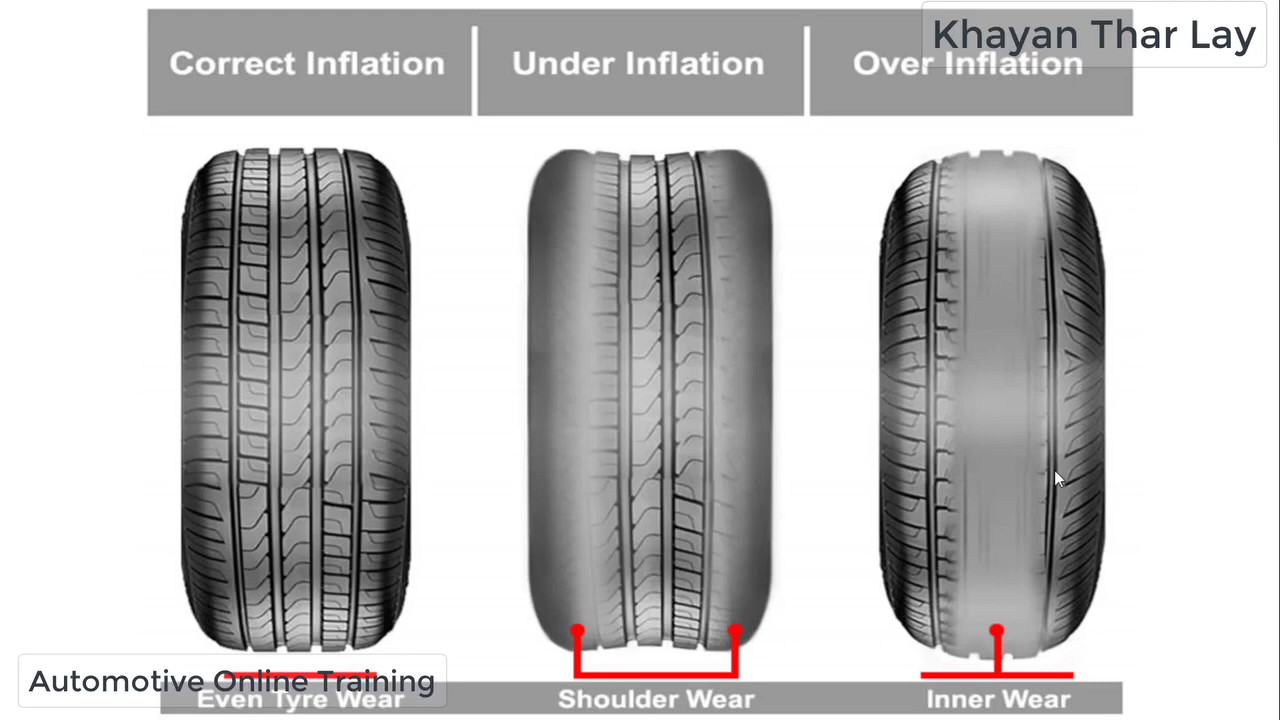 Khayan Thar Lay
Correct Inflation
Under Inflation
Over Inflation
Automotive Online Training
Even Tyre Wear
Shoulder Wear
Inner Wear